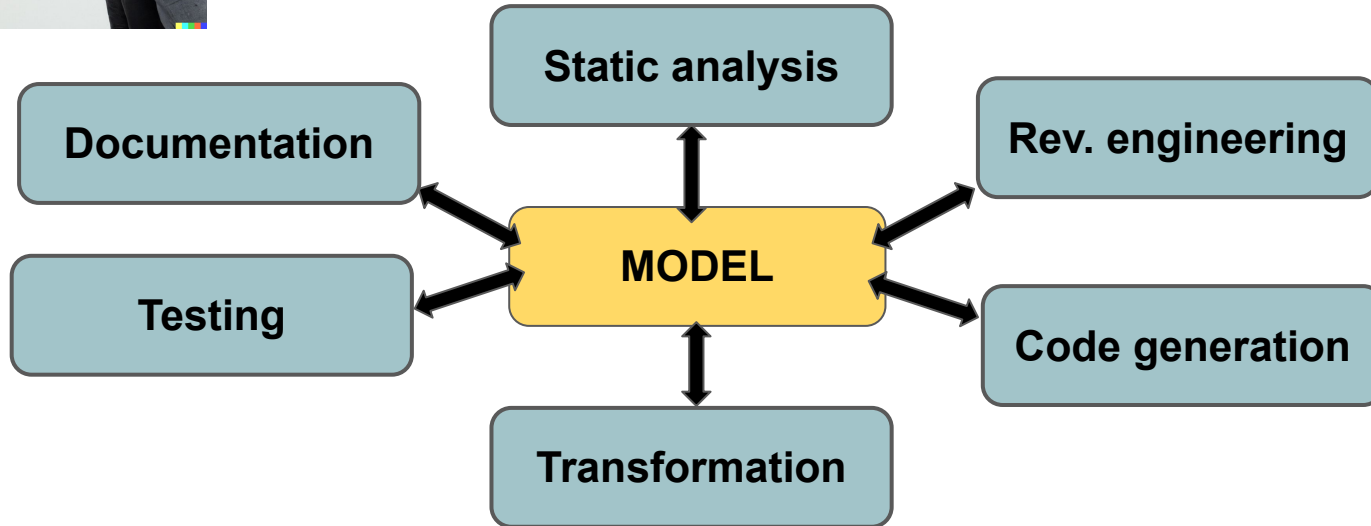 Static analysis
Documentation
Rev. engineering
MODEL
Testing
Code generation
Transformation